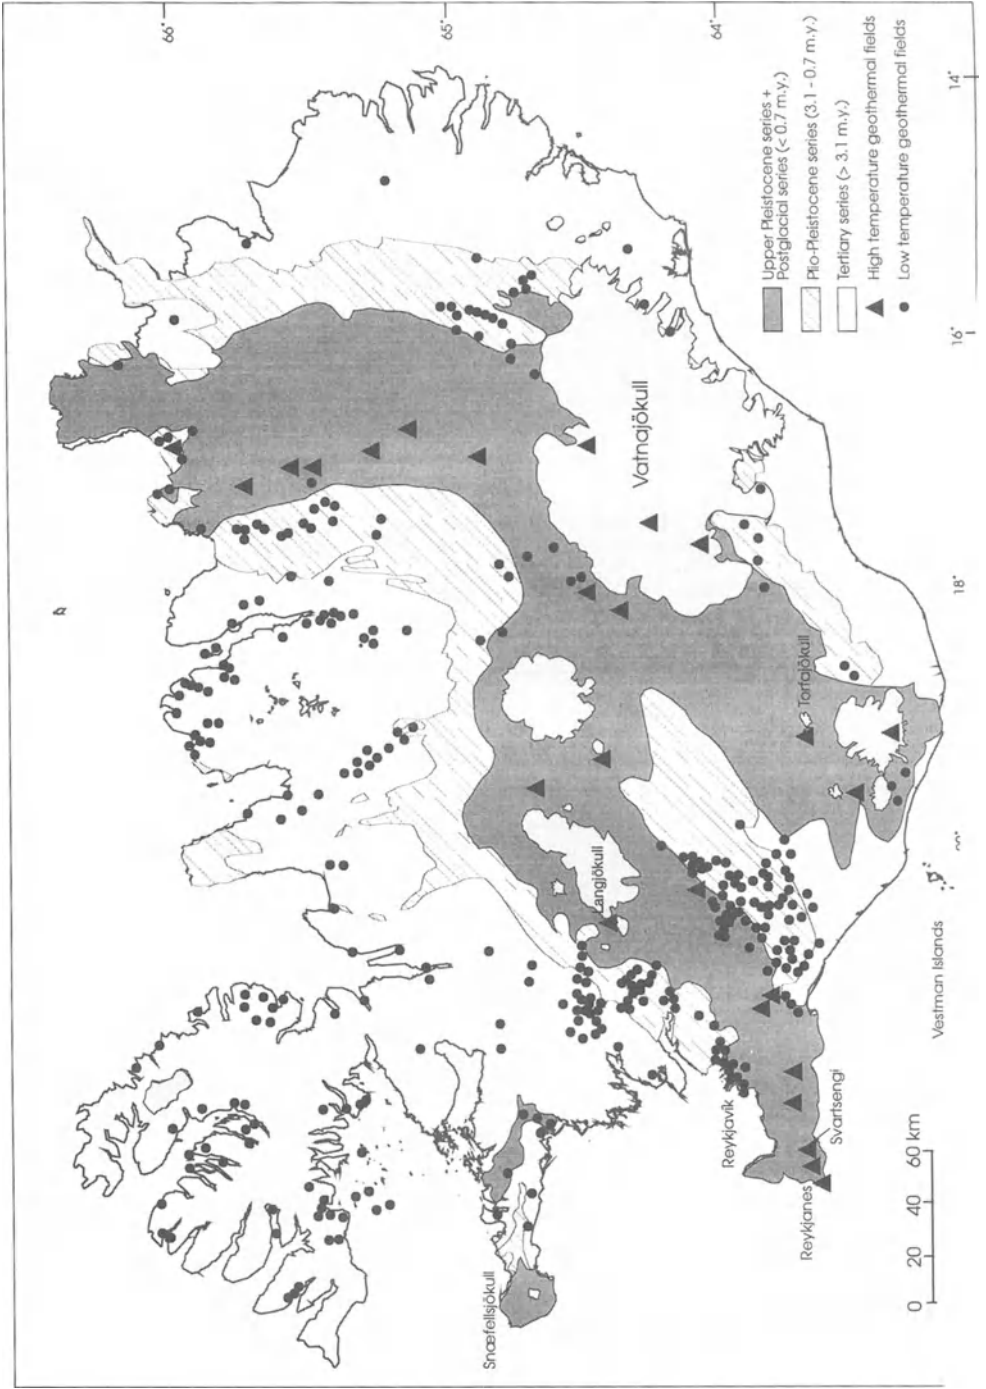 66°
65°
64°
14°
16°
18°
Upper Pleistocene series +
Postglacial series (< 0.7 m.y.)
Plio-Pleistocene series (3.1 - 0.7 m.y.)
Tertiary series (> 3.1 m.y.)
High temperature geothermal fields
Low temperature geothermal fields
Vatnajökull
Torfajökull
Langjökull
Vestman Islands
Reykjavík
Svartsengi
Reykjanes
Snæfellsjökull
0 20 40 60 km